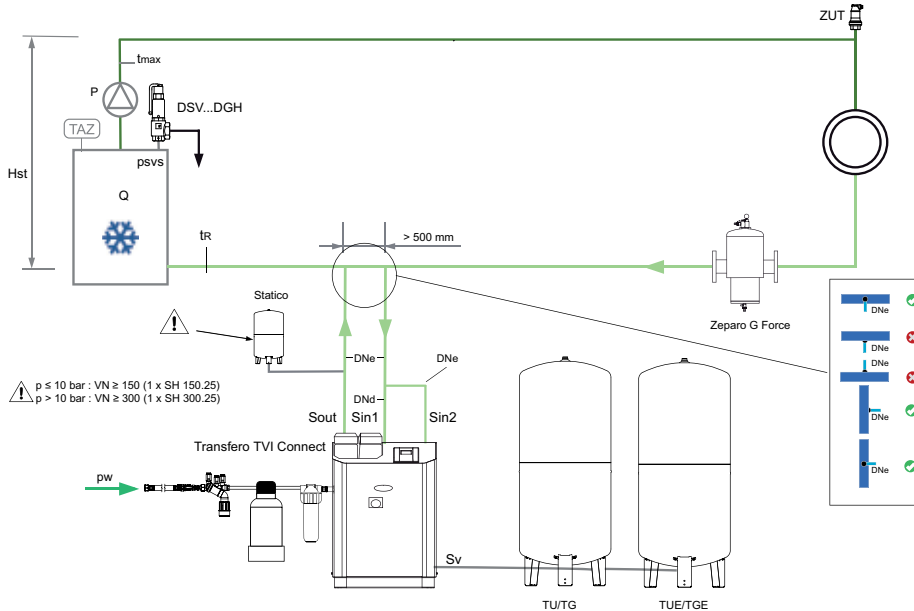 ZUT
tmax
P
DSV...DGH
TAZ
psvs
Hst
Q
tR
> 500 mm
Zeparo G Force
Statico
DNe
DNe
DNe
DNe
DNe
DNe
DNd
p ≤ 10 bar : VN ≥ 150 (1 x SH 150.25)
p > 10 bar : VN ≥ 300 (1 x SH 300.25)
Sout
Sin1
Sin2
Transfero TVI Connect
pw
Sv
DNe
TU/TG
TUE/TGE